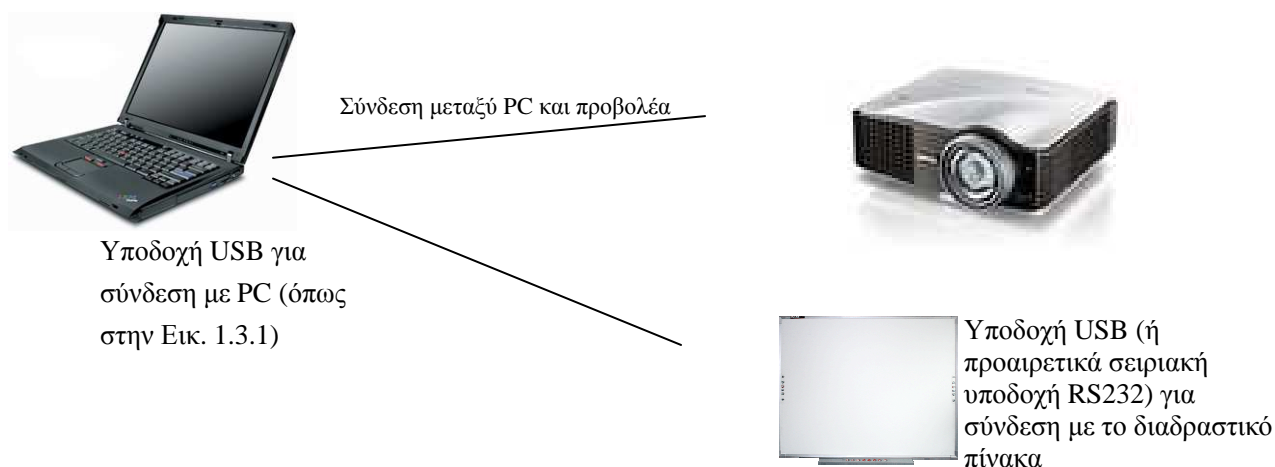 Σύνδεση μεταξύ PC και προβολέα
Υποδοχή USB για
σύνδεση με PC (όπως
στην Εικ. 1.3.1)
Υποδοχή USB (ή
προαιρετικά σειριακή
υποδοχή RS232) για
σύνδεση με το διαδραστικό
πίνακα